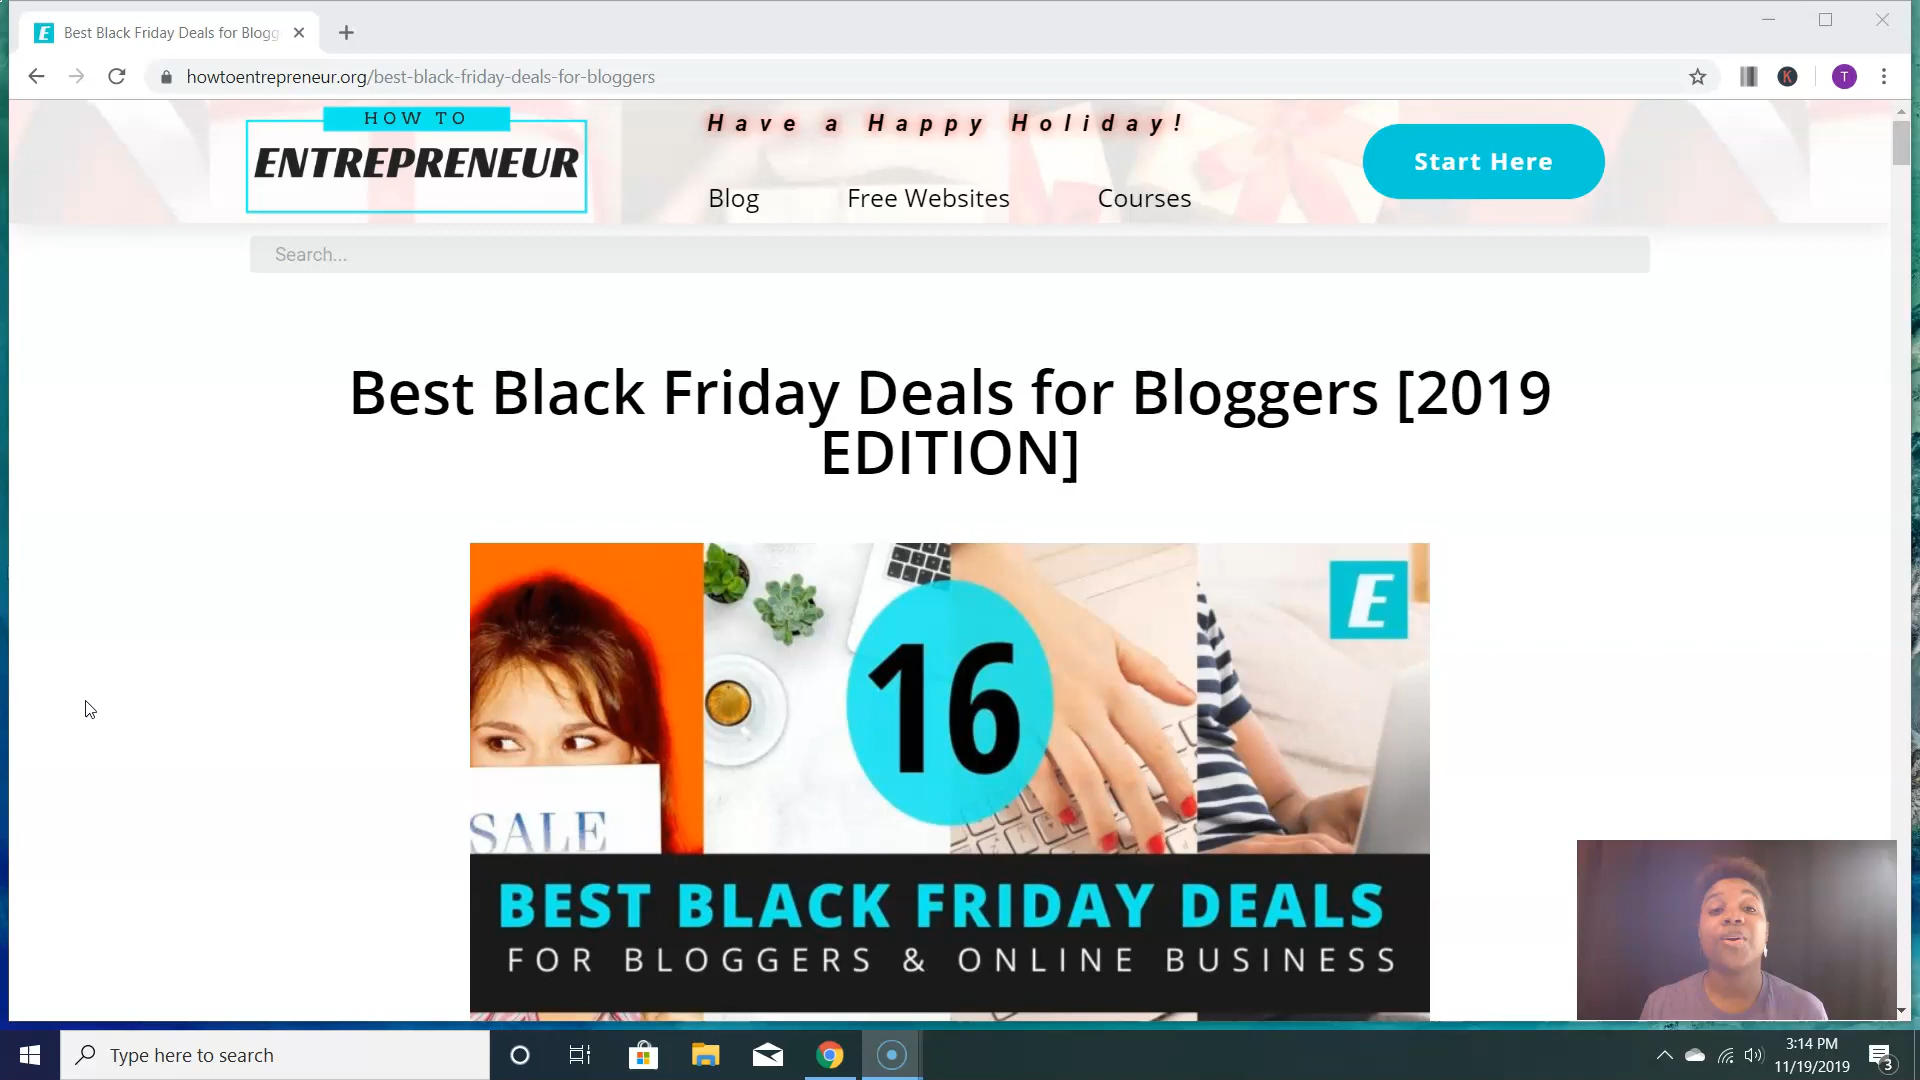 Best Black Friday Deals for Blogg
howtoentrepreneur.org/best-black-friday-deals-for-bloggers
K
T
HOW TO
ENTREPRENEUR
Have a Happy Holiday!
Blog
Free Websites
Courses
Start Here
Search...
Best Black Friday Deals for Bloggers [2019
EDITION]
E
16
SALE
BEST BLACK FRIDAY DEALS
FOR BLOGGERS & ONLINE BUSINESS
Type here to search
3:14 PM
11/19/2019
3